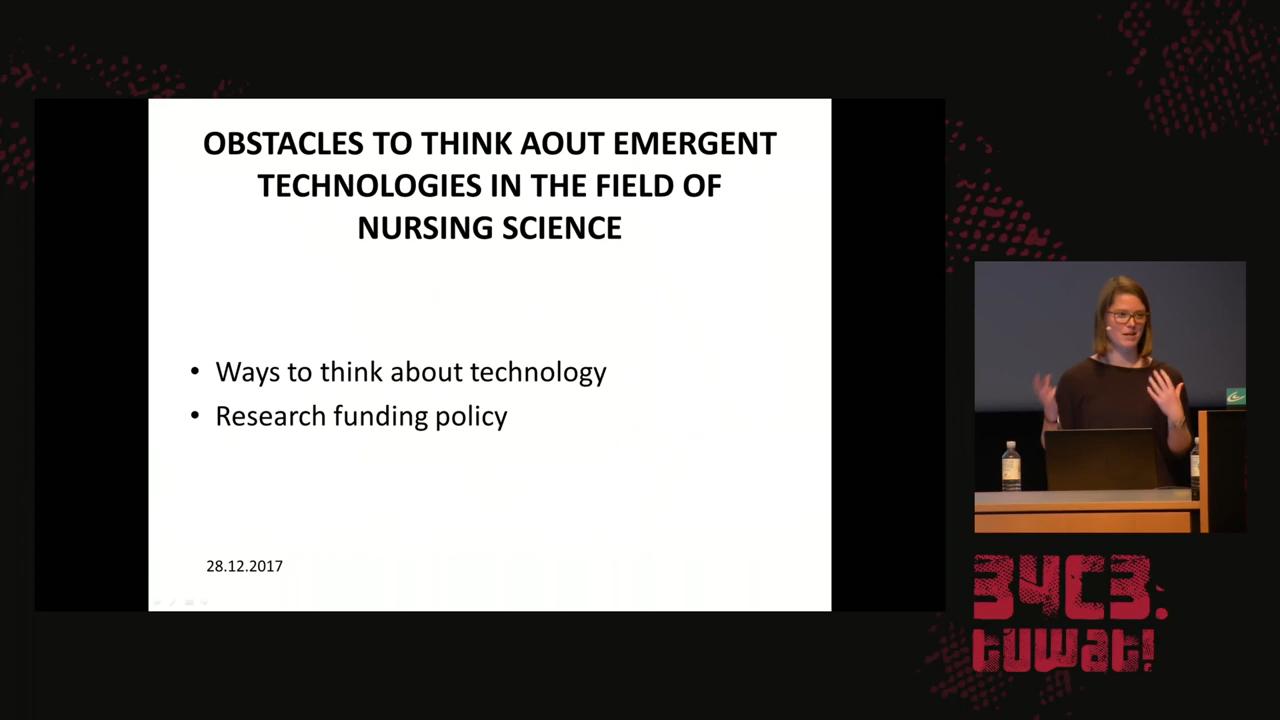 OBSTACLES TO THINK AOUT EMERGENT
TECHNOLOGIES IN THE FIELD OF
NURSING SCIENCE
• Ways to think about technology
• Research funding policy
28.12.2017
34C3.
tuwat!